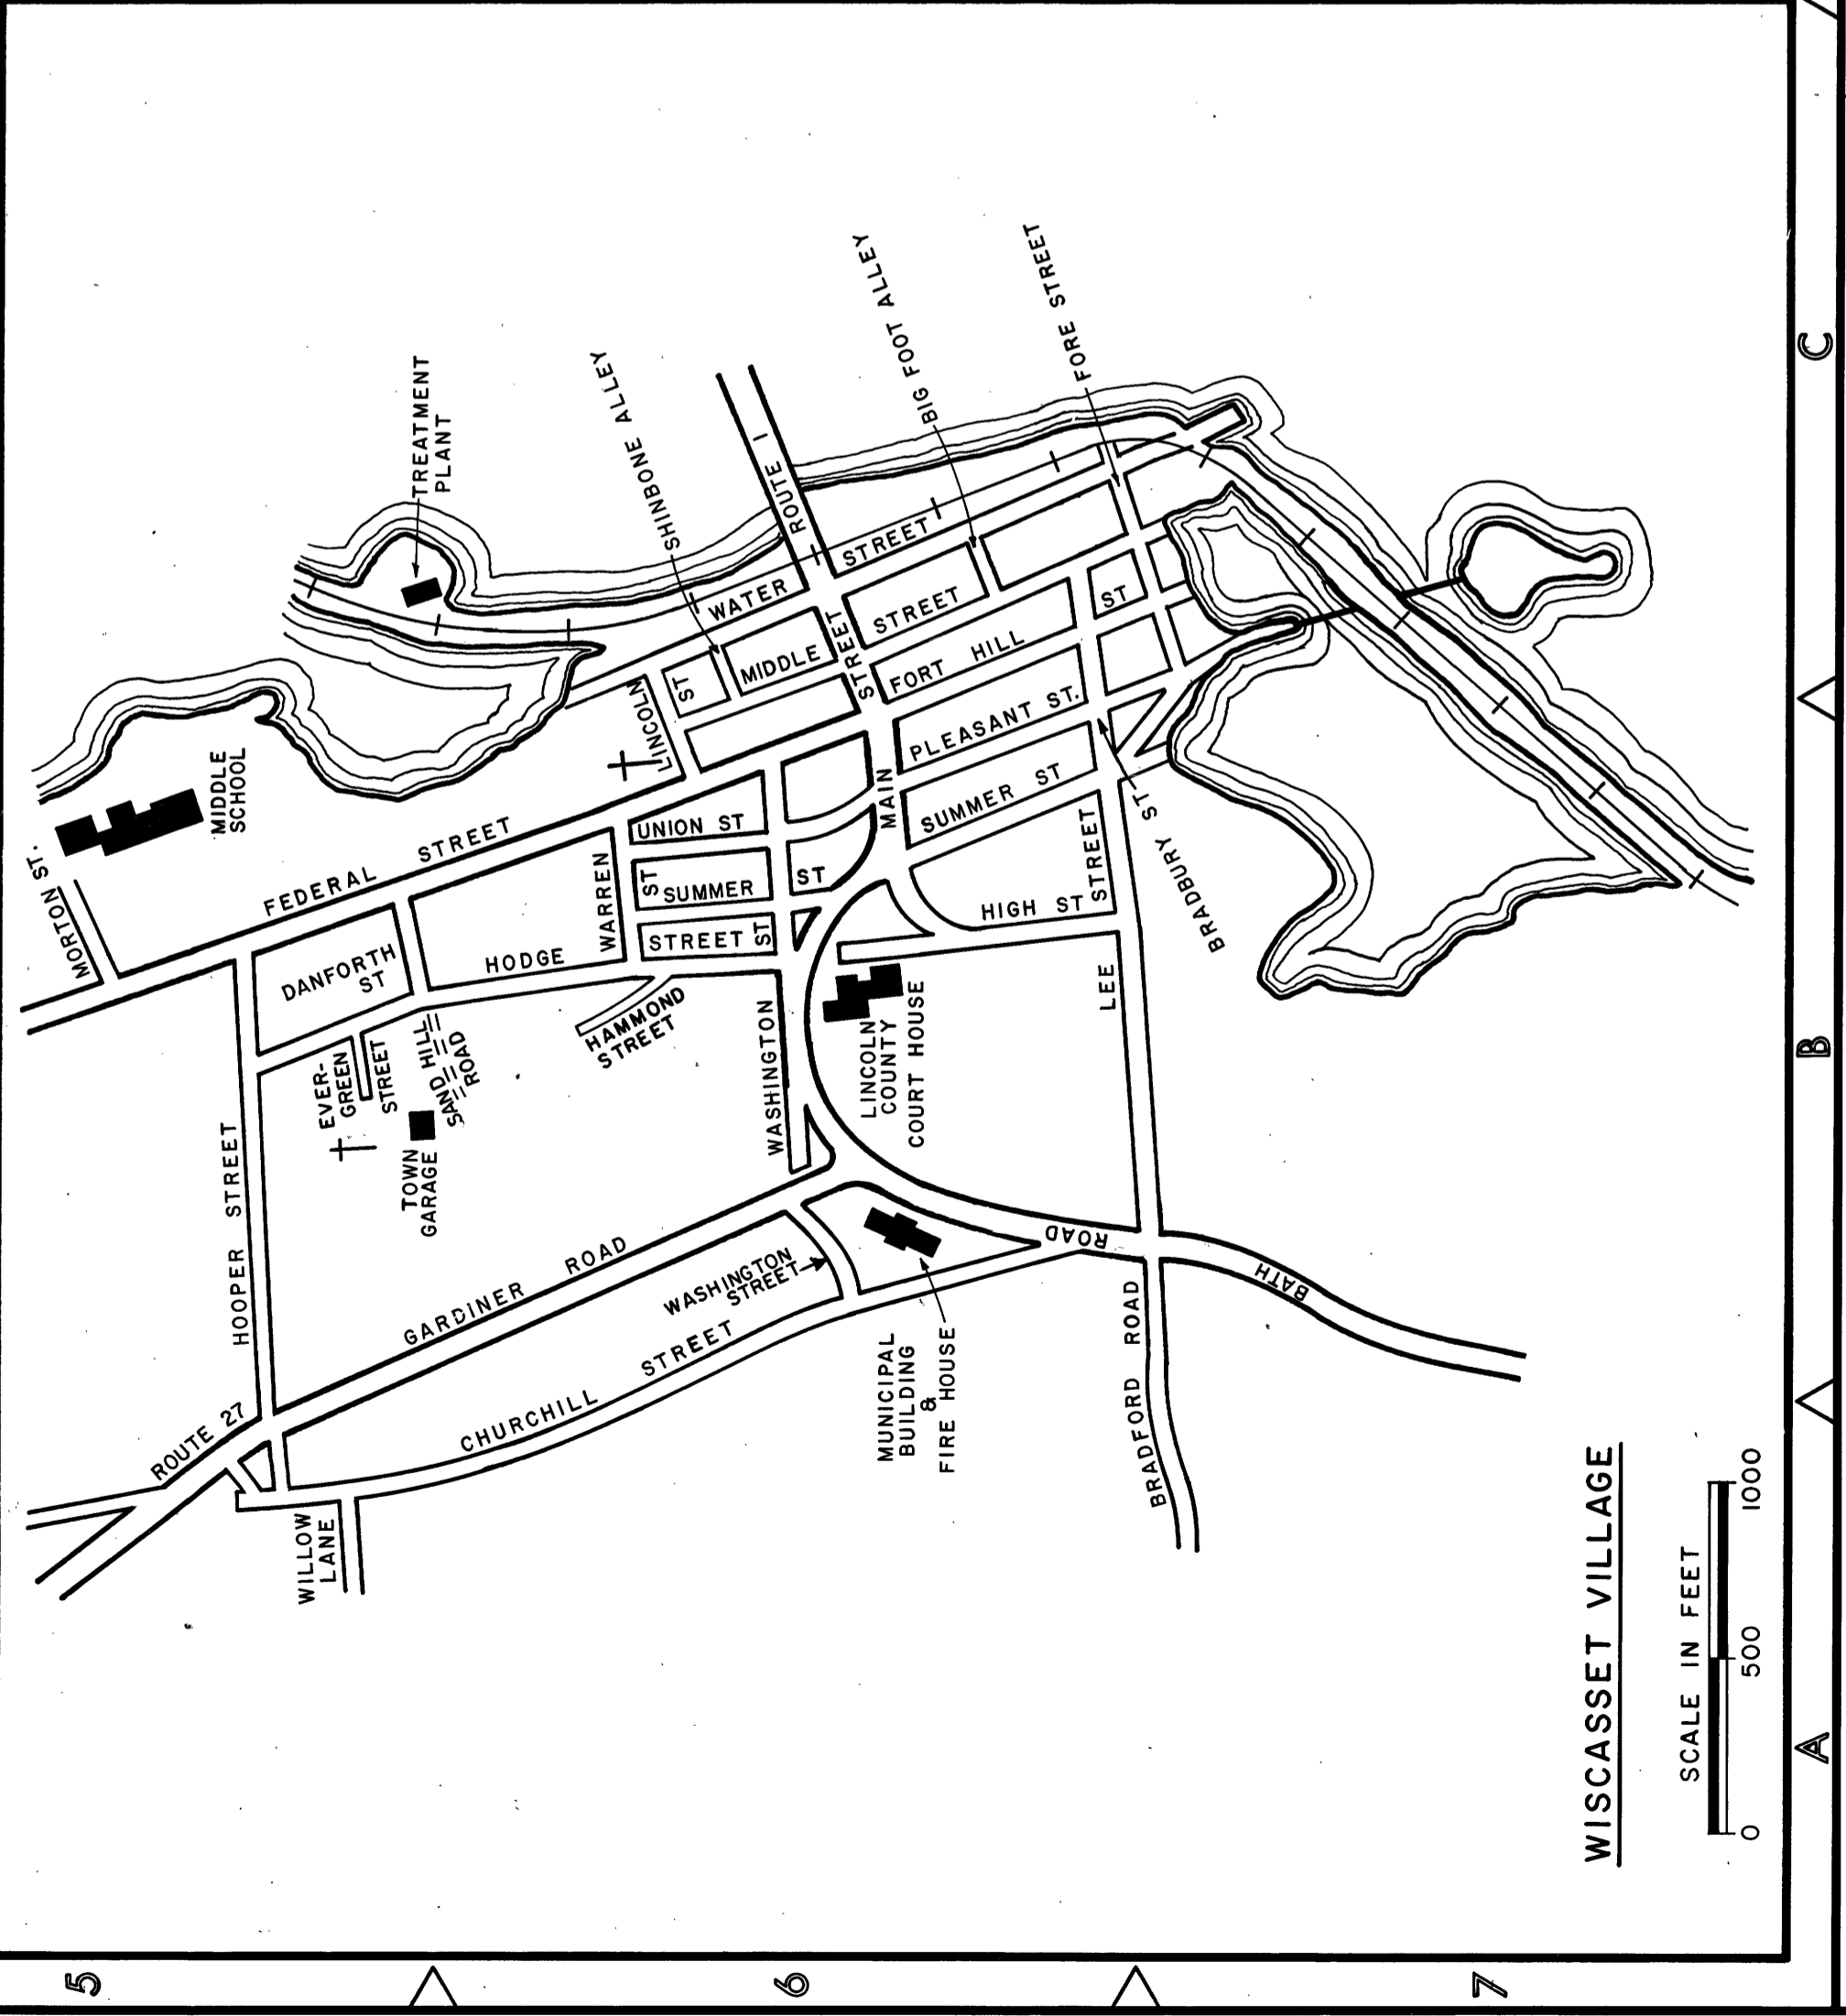 MORTON ST.
MIDDLE
SCHOOL
TREATMENT
PLANT
FEDERAL STREET
ROUTE 27
HOOPER STREET
DANFORTH
ST
EVER-
GREEN
STREET
SAND HILL
ROAD
TOWN
GARAGE
WILLOW
LANE
HODGE
STREET
HAMMOND
STREET
WARREN
ST
UNION ST
SUMMER
ST
LINCOLN
ST
SHINBONE ALLEY
WATER
STREET
MIDDLE
STREET
ROUTE 1
BIG FOOT ALLEY
FORE STREET
MAIN
STREET
FORT HILL
ST
PLEASANT ST.
SUMMER ST
HIGH ST
BRADBURY ST
LEE
STREET
WASHINGTON
ST
LINCOLN
COUNTY
COURT HOUSE
GARDINER ROAD
WASHINGTON
STREET
CHURCHILL STREET
MUNICIPAL
BUILDING
&
FIRE HOUSE
BATH
ROAD
BRADFORD ROAD
WISCASSET VILLAGE
SCALE IN FEET
0 500 1000
5
6
7
A
B
C